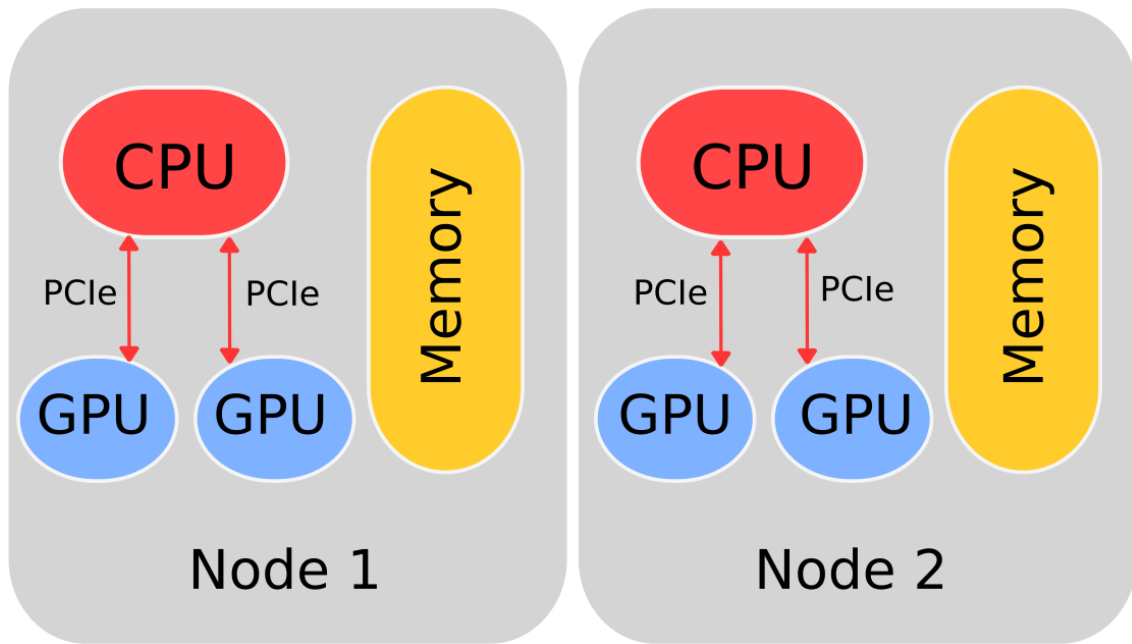 CPU
PCIe
PCIe
GPU
GPU
Memory
Node 1
CPU
PCIe
PCIe
GPU
GPU
Memory
Node 2